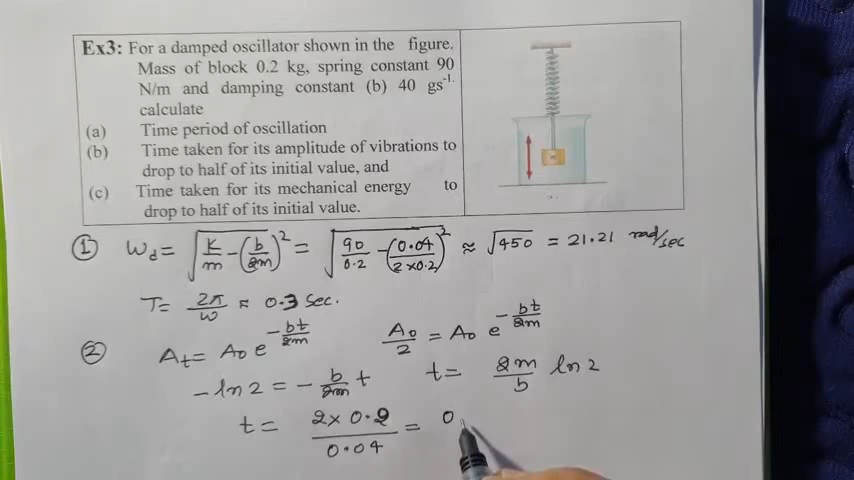 Ex3: For a damped oscillator shown in the figure.
Mass of block 0.2 kg, spring constant 90
N/m and damping constant (b) 40 gs⁻¹.
calculate
(a) Time period of oscillation
(b) Time taken for its amplitude of vibrations to
drop to half of its initial value, and
(c) Time taken for its mechanical energy to
drop to half of its initial value.
① W_d = √(K/m - (b/2m)²) = √(90/0.2 - (0.04/(2×0.2))²) ≈ √450 = 21.21 rad/sec
T = 2π/ω ≈ 0.3 Sec.
② A_t = A_0 e^(-bt/2m) A_0/2 = A_0 e^(-bt/2m)
-ln 2 = - b/2m t t = 2m/b ln 2
t = (2 × 0.2)/0.04 = 0.